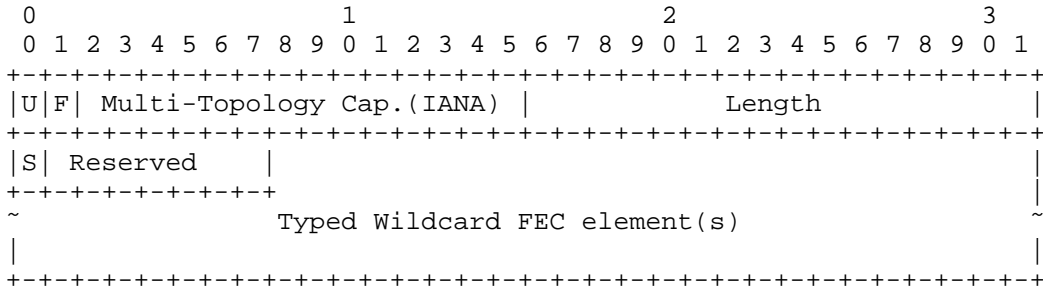 0                   1                   2                   3
 0 1 2 3 4 5 6 7 8 9 0 1 2 3 4 5 6 7 8 9 0 1 2 3 4 5 6 7 8 9 0 1
+-+-+-+-+-+-+-+-+-+-+-+-+-+-+-+-+-+-+-+-+-+-+-+-+-+-+-+-+-+-+-+-+
|U|F| Multi-Topology Cap.(IANA) |            Length             |
+-+-+-+-+-+-+-+-+-+-+-+-+-+-+-+-+-+-+-+-+-+-+-+-+-+-+-+-+-+-+-+-+
|S| Reserved    |                                               |
+-+-+-+-+-+-+-+-+                                               |
~                Typed Wildcard FEC element(s)                  ~
|                                                               |
+-+-+-+-+-+-+-+-+-+-+-+-+-+-+-+-+-+-+-+-+-+-+-+-+-+-+-+-+-+-+-+-+